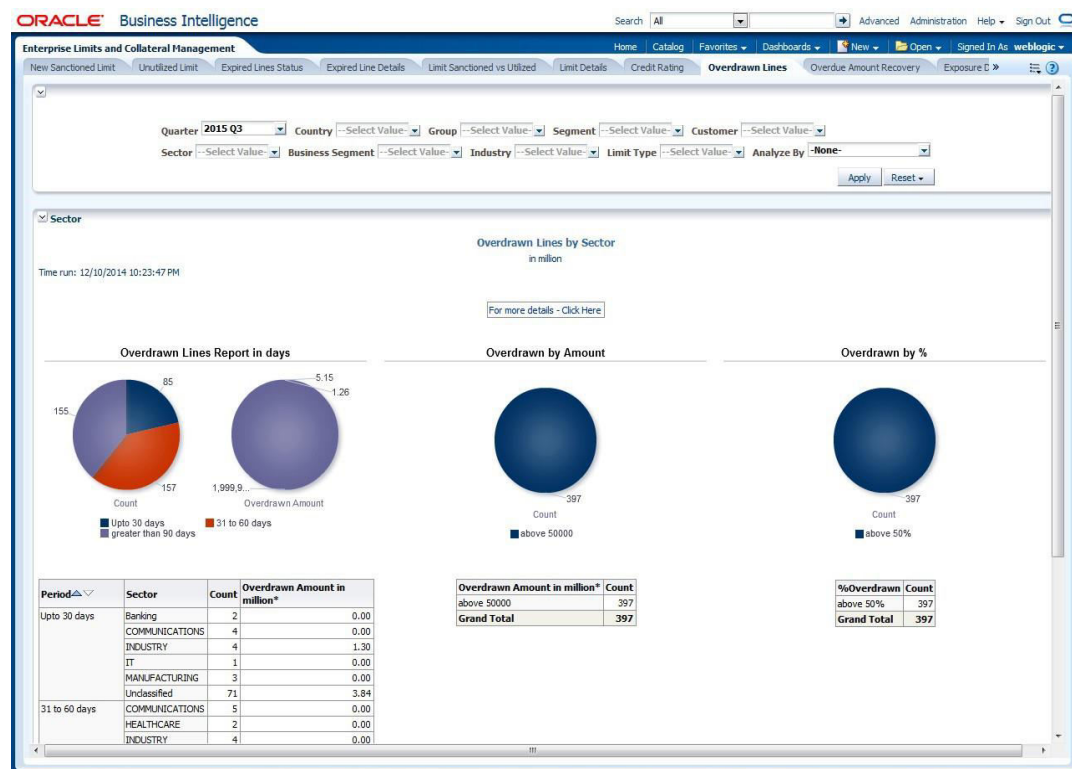 ORACLE Business Intelligence
Search All Advanced Administration Help Sign Out
Enterprise Limits and Collateral Management
Home Catalog Favorites Dashboards New Open Signed In As weblogic
New Sanctioned Limit Unutilized Limit Expired Lines Status Expired Line Details Limit Sanctioned vs Utilized Limit Details Credit Rating Overdrawn Lines Overdue Amount Recovery Exposure D »
Quarter 2015 Q3 Country --Select Value- Group --Select Value- Segment --Select Value- Customer --Select Value-
Sector --Select Value- Business Segment --Select Value- Industry --Select Value- Limit Type --Select Value- Analyze By -None-
Apply Reset
Sector
Overdrawn Lines by Sector
in million
Time run: 12/10/2014 10:23:47 PM
For more details - Click Here
Overdrawn Lines Report in days
85
155
157
Count
5.15
1.26
1,999,9...
Overdrawn Amount
Upto 30 days 31 to 60 days
greater than 90 days
Overdrawn by Amount
397
Count
above 50000
Overdrawn by %
397
Count
above 50%
Period Sector Count Overdrawn Amount in million*
Upto 30 days Banking 2 0.00
COMMUNICATIONS 4 0.00
INDUSTRY 4 1.30
IT 1 0.00
MANUFACTURING 3 0.00
Unclassified 71 3.84
31 to 60 days COMMUNICATIONS 5 0.00
HEALTHCARE 2 0.00
INDUSTRY 4 0.00
Overdrawn Amount in million* Count
above 50000 397
Grand Total 397
%Overdrawn Count
above 50% 397
Grand Total 397